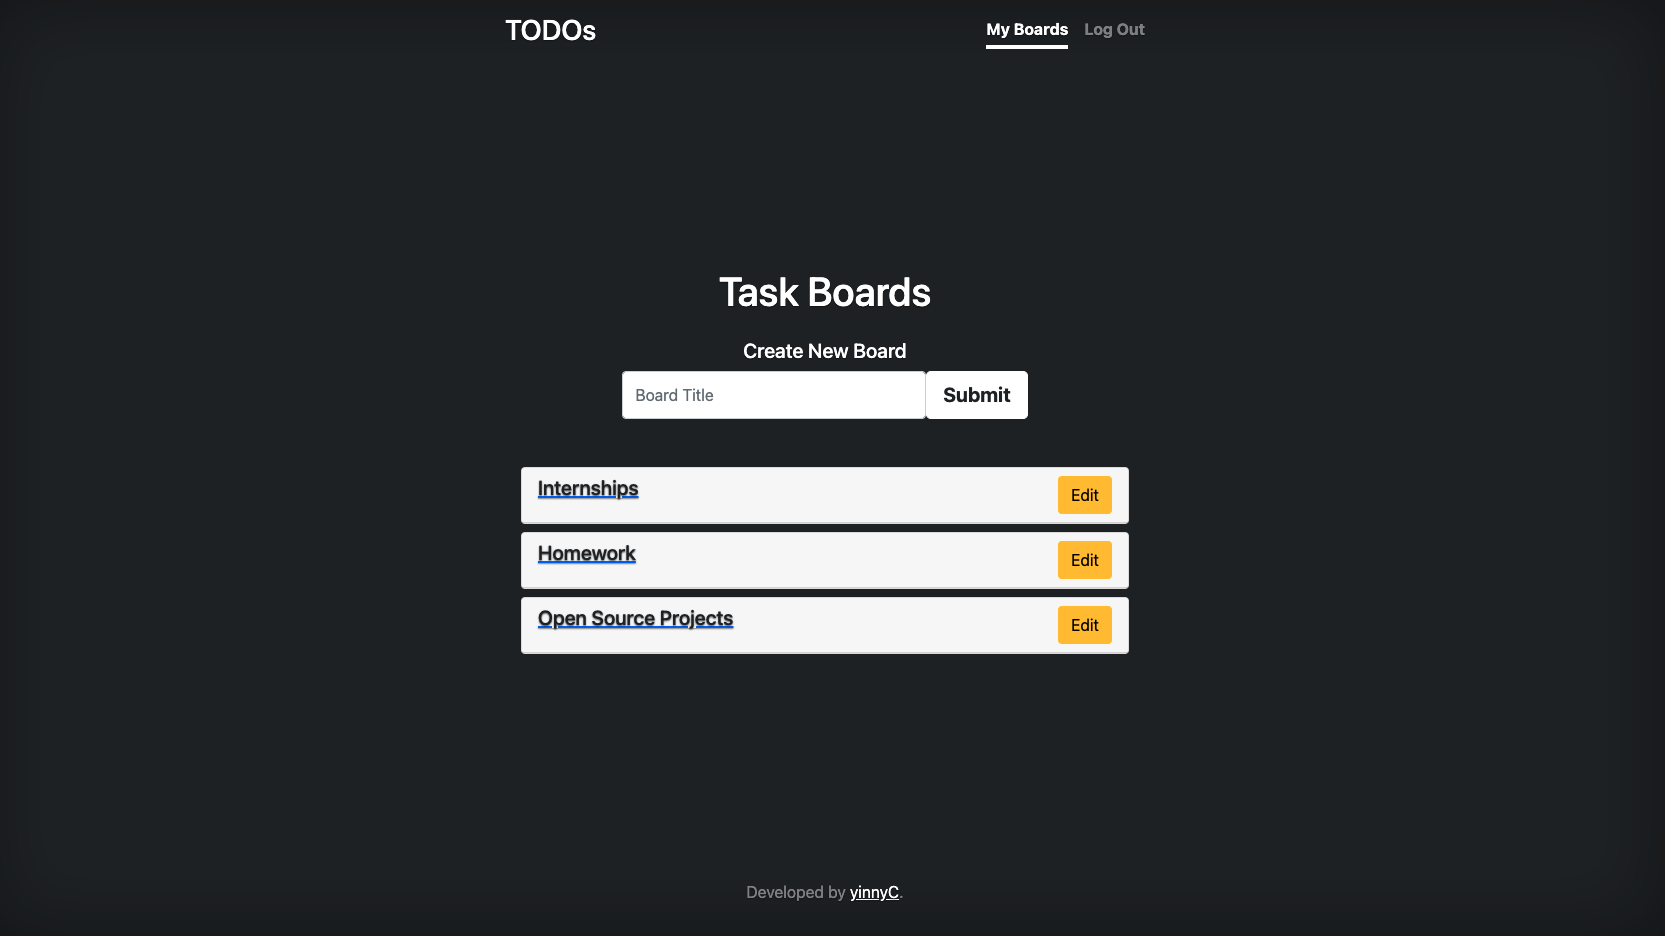 TODOs
My Boards Log Out
Task Boards
Create New Board
Board Title Submit
Internships Edit
Homework Edit
Open Source Projects Edit
Developed by yinnyC.